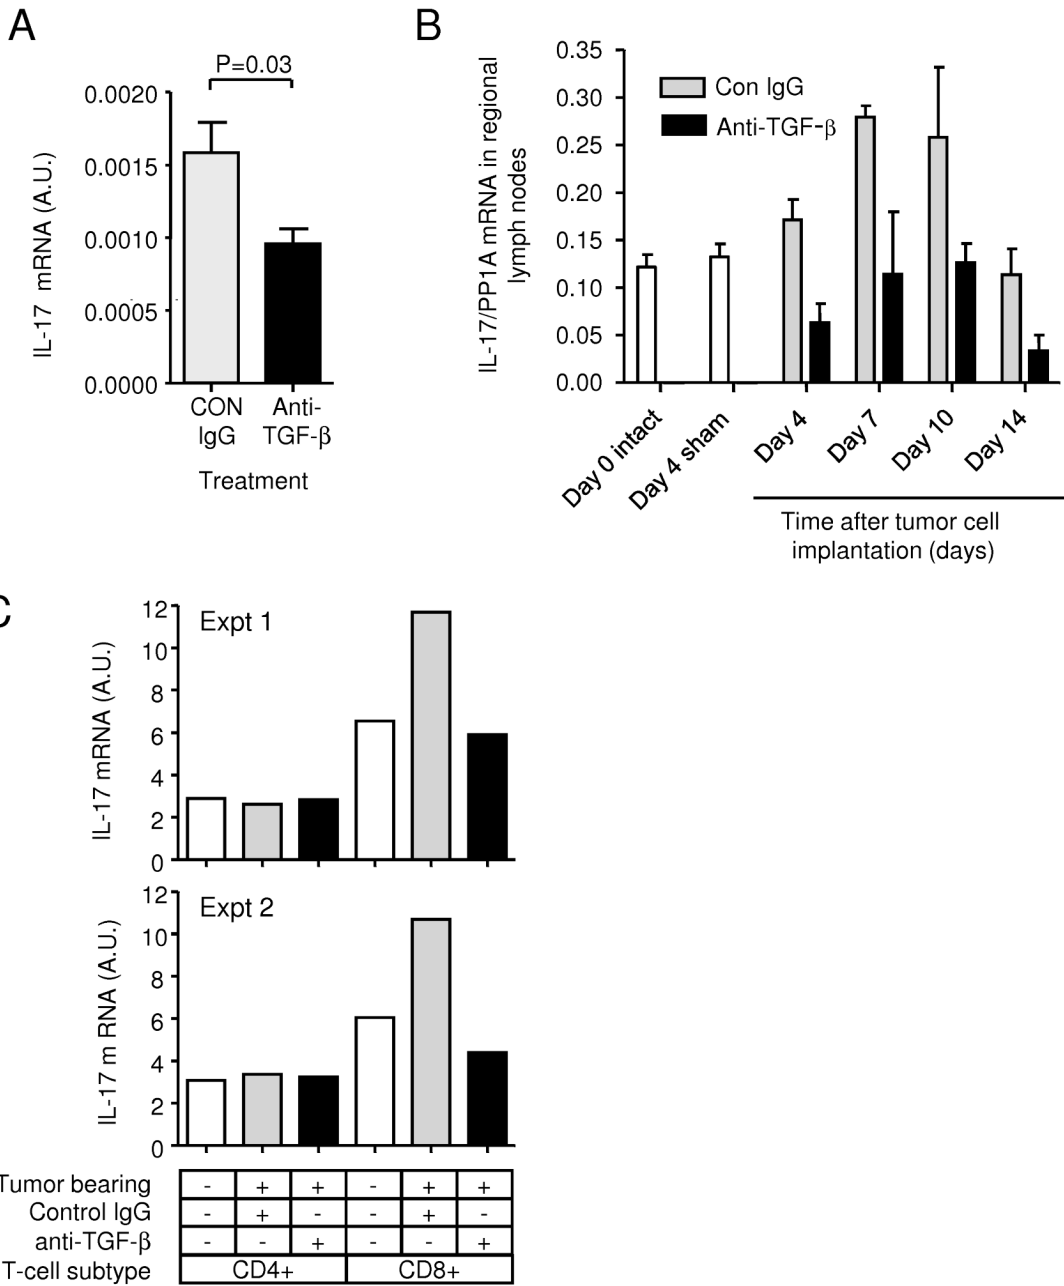 A
P=0.03
0.0020
0.0015
0.0010
0.0005
0.0000
IL-17 mRNA (A.U.)
CON
IgG
Anti-
TGF-β
Treatment
B
0.35
0.30
0.25
0.20
0.15
0.10
0.05
0.00
IL-17/PP1A mRNA in regional
lymph nodes
Con IgG
Anti-TGF-β
Day 0 intact
Day 4 sham
Day 4
Day 7
Day 10
Day 14
Time after tumor cell
implantation (days)
C
Expt 1
12
10
8
6
4
2
0
IL-17 mRNA (A.U.)
Expt 2
12
10
8
6
4
2
0
IL-17 m RNA (A.U.)
Tumor bearing - + + - + +
Control IgG - + - - + -
anti-TGF-β - - + - - +
T-cell subtype CD4+ CD8+